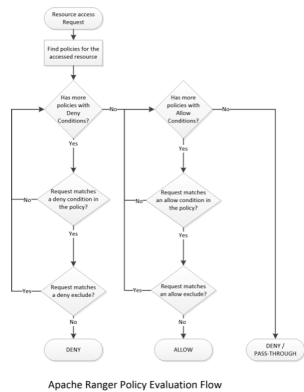 Resource access
Request
Find policies for the
accessed resource
Has more
policies with
Deny
Conditions?
No
Has more
policies with
Allow
Conditions?
No
Yes
Yes
No
Request matches
a deny condition in
the policy?
No
Request matches
an allow condition in
the policy?
Yes
Yes
Yes
Request matches
a deny exclude?
Yes
Request matches
an allow exclude?
No
No
DENY
ALLOW
DENY /
PASS-THROUGH
Apache Ranger Policy Evaluation Flow